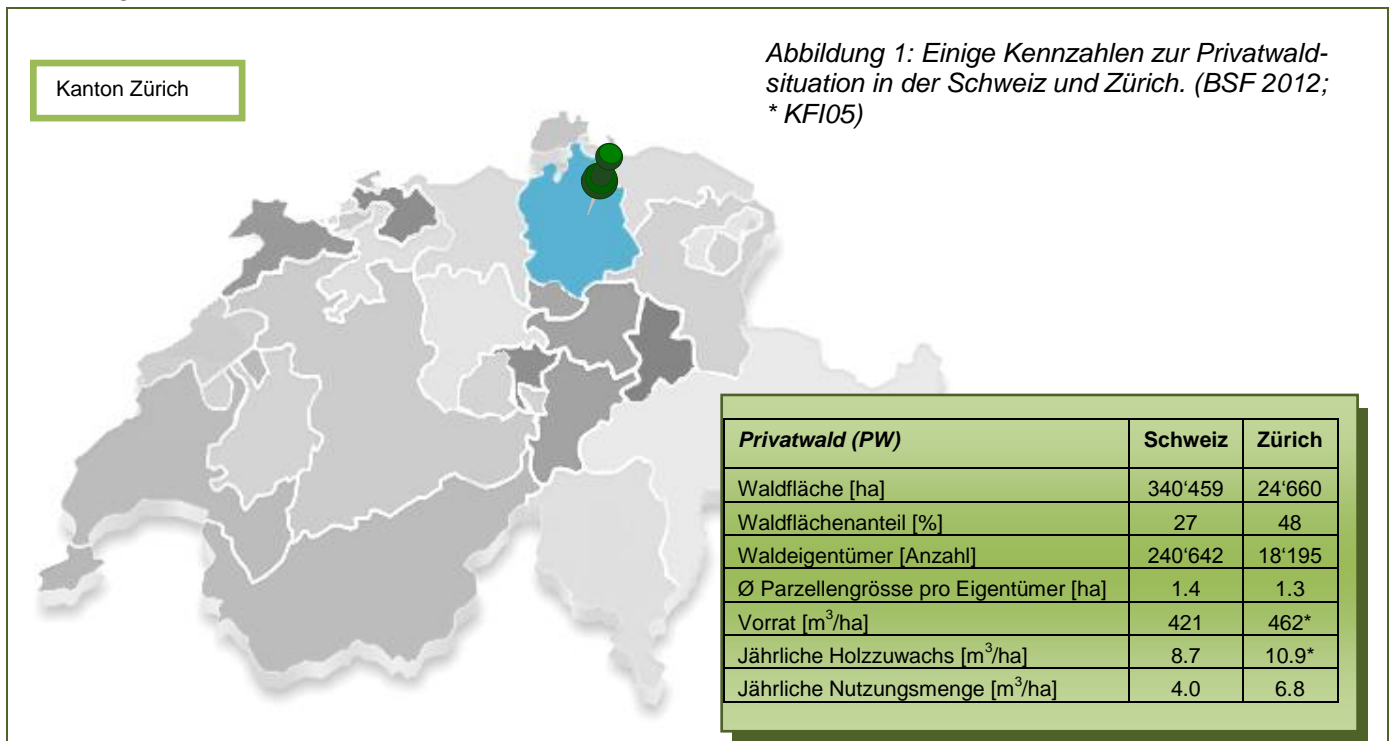 Kanton Zürich
Abbildung 1: Einige Kennzahlen zur Privatwald-
situation in der Schweiz und Zürich. (BSF 2012;
* KFI05)
Privatwald (PW) Schweiz Zürich
Waldfläche [ha] 340‘459 24‘660
Waldflächenanteil [%] 27 48
Waldeigentümer [Anzahl] 240‘642 18‘195
Ø Parzellengrösse pro Eigentümer [ha] 1.4 1.3
Vorrat [m³/ha] 421 462*
Jährliche Holzzuwachs [m³/ha] 8.7 10.9*
Jährliche Nutzungsmenge [m³/ha] 4.0 6.8